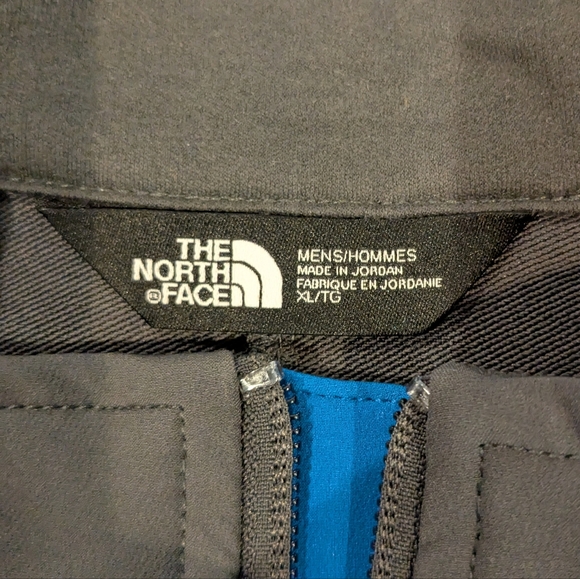 THE
NORTH
FACE
MENS/HOMMES
MADE IN JORDAN
FABRIQUE EN JORDANIE
XL/TG